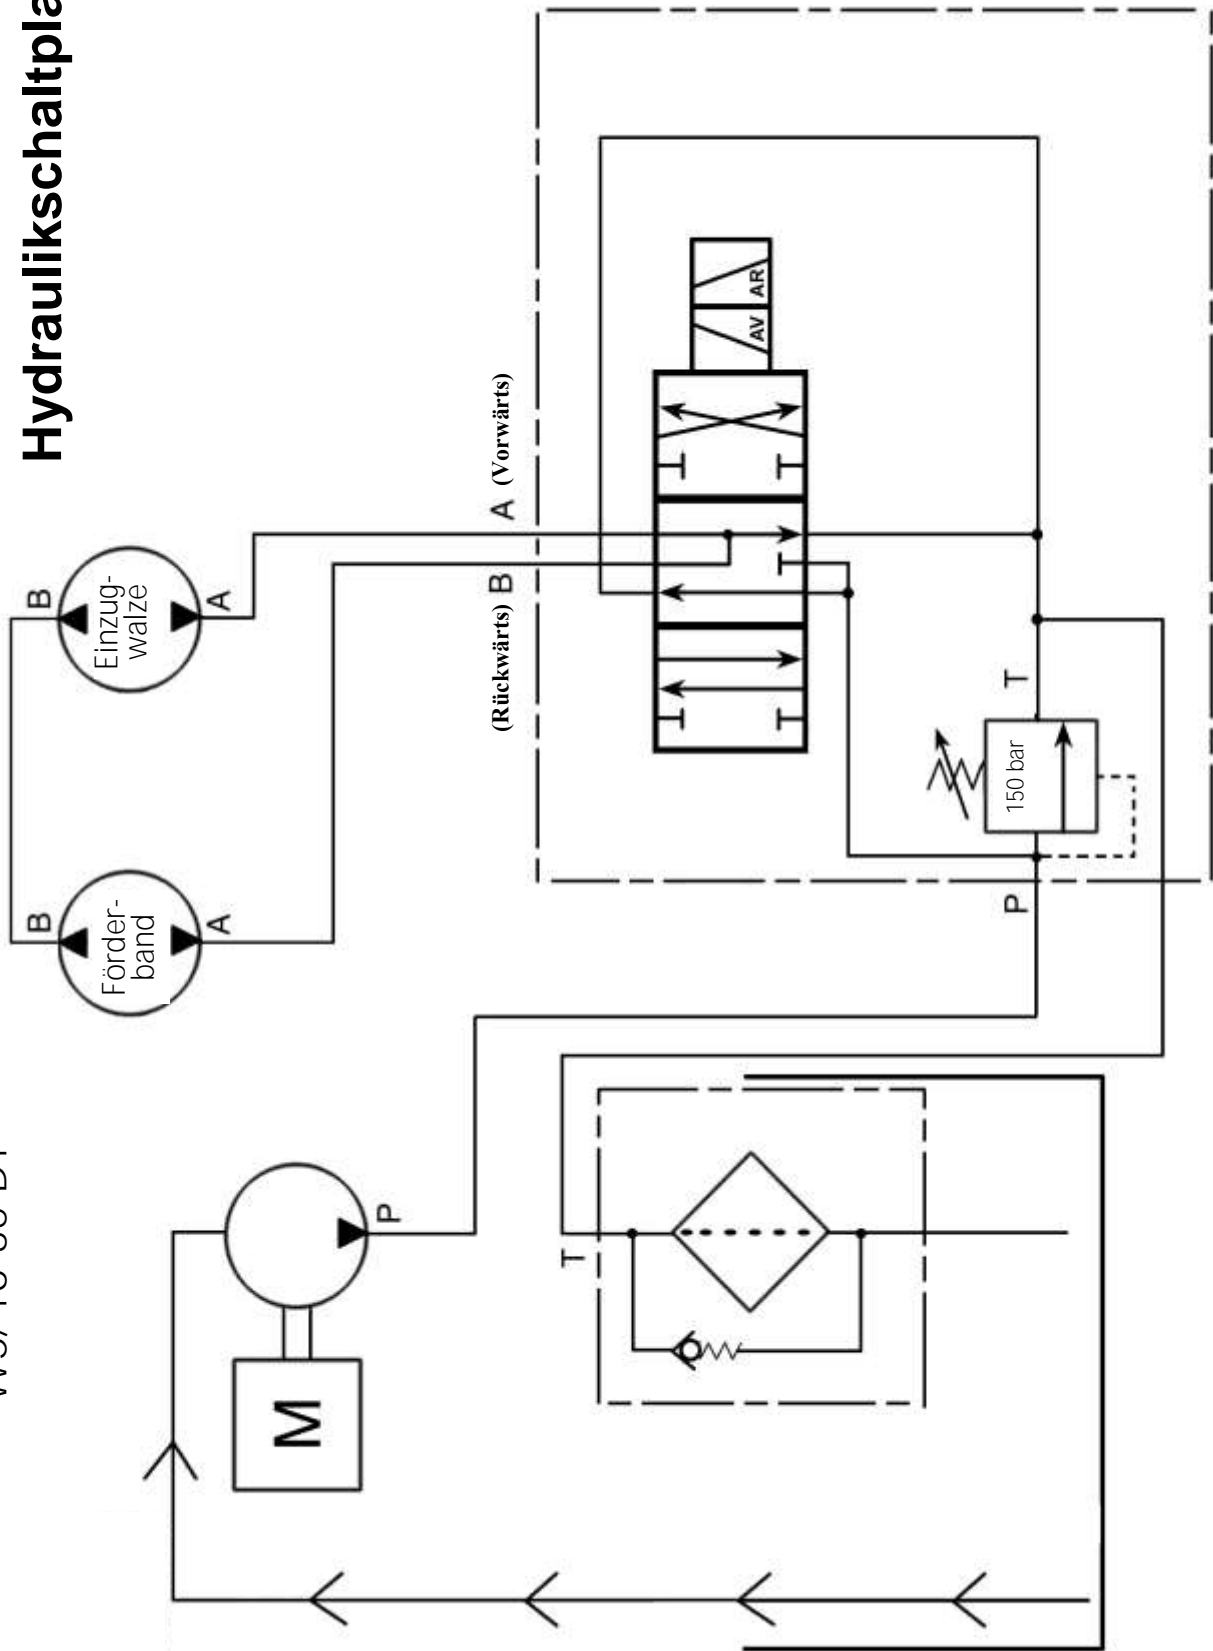 Hydraulikschaltpla
B
Förder-
band
A
B
Einzug-
walze
A
M
P
(Rückwärts) B
A (Vorwärts)
AV
AR
T
P
150 bar
T